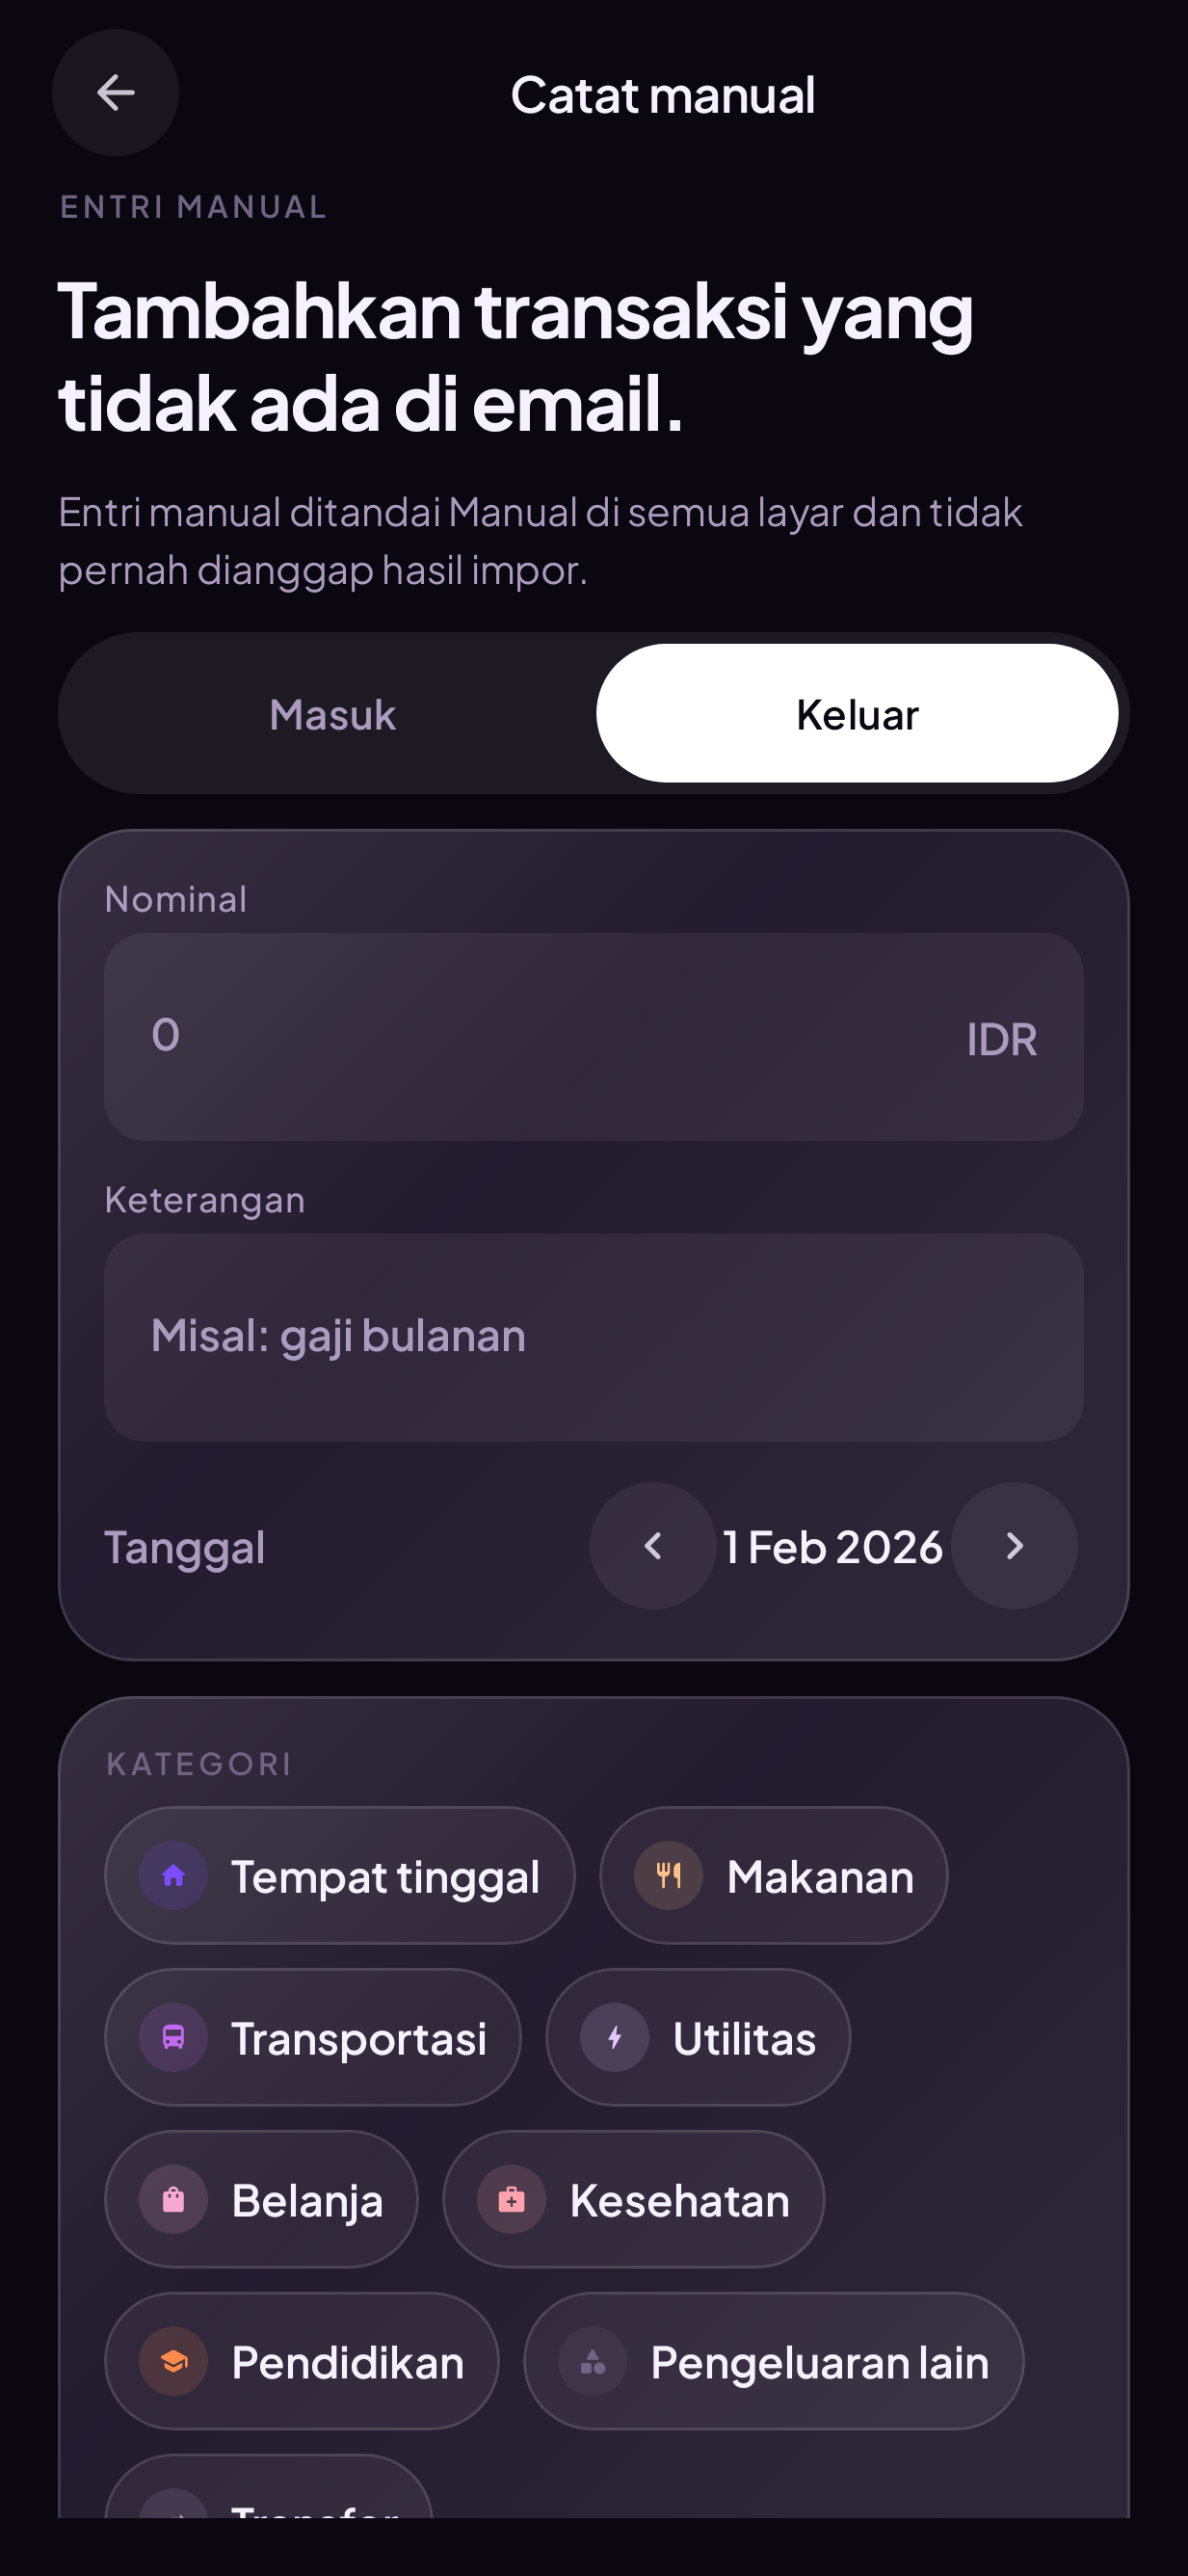 Catat manual
ENTRI MANUAL
Tambahkan transaksi yang
tidak ada di email.
Entri manual ditandai Manual di semua layar dan tidak
pernah dianggap hasil impor.
Masuk Keluar
Nominal
0 IDR
Keterangan
Misal: gaji bulanan
Tanggal 1 Feb 2026
KATEGORI
Tempat tinggal Makanan
Transportasi Utilitas
Belanja Kesehatan
Pendidikan Pengeluaran lain
Transfer